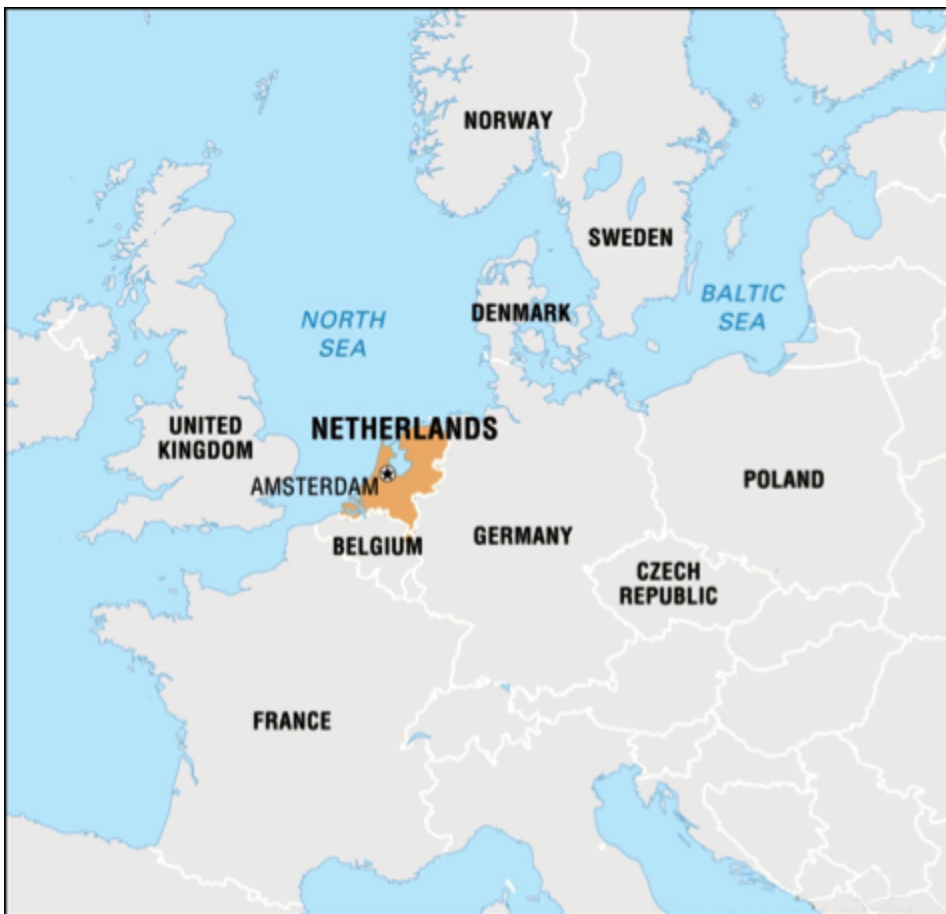 NORWAY
SWEDEN
BALTIC
SEA
DENMARK
NORTH
SEA
UNITED
KINGDOM
NETHERLANDS
AMSTERDAM
POLAND
BELGIUM
GERMANY
CZECH
REPUBLIC
FRANCE